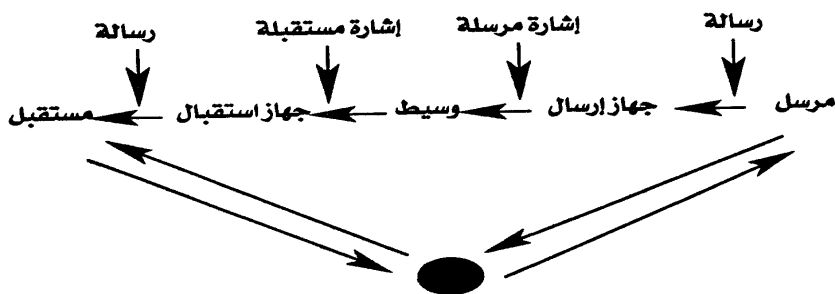 رسالة إشارة مرسلة إشارة مستقبلة رسالة
مرسل جهاز إرسال وسيط جهاز استقبال مستقبل